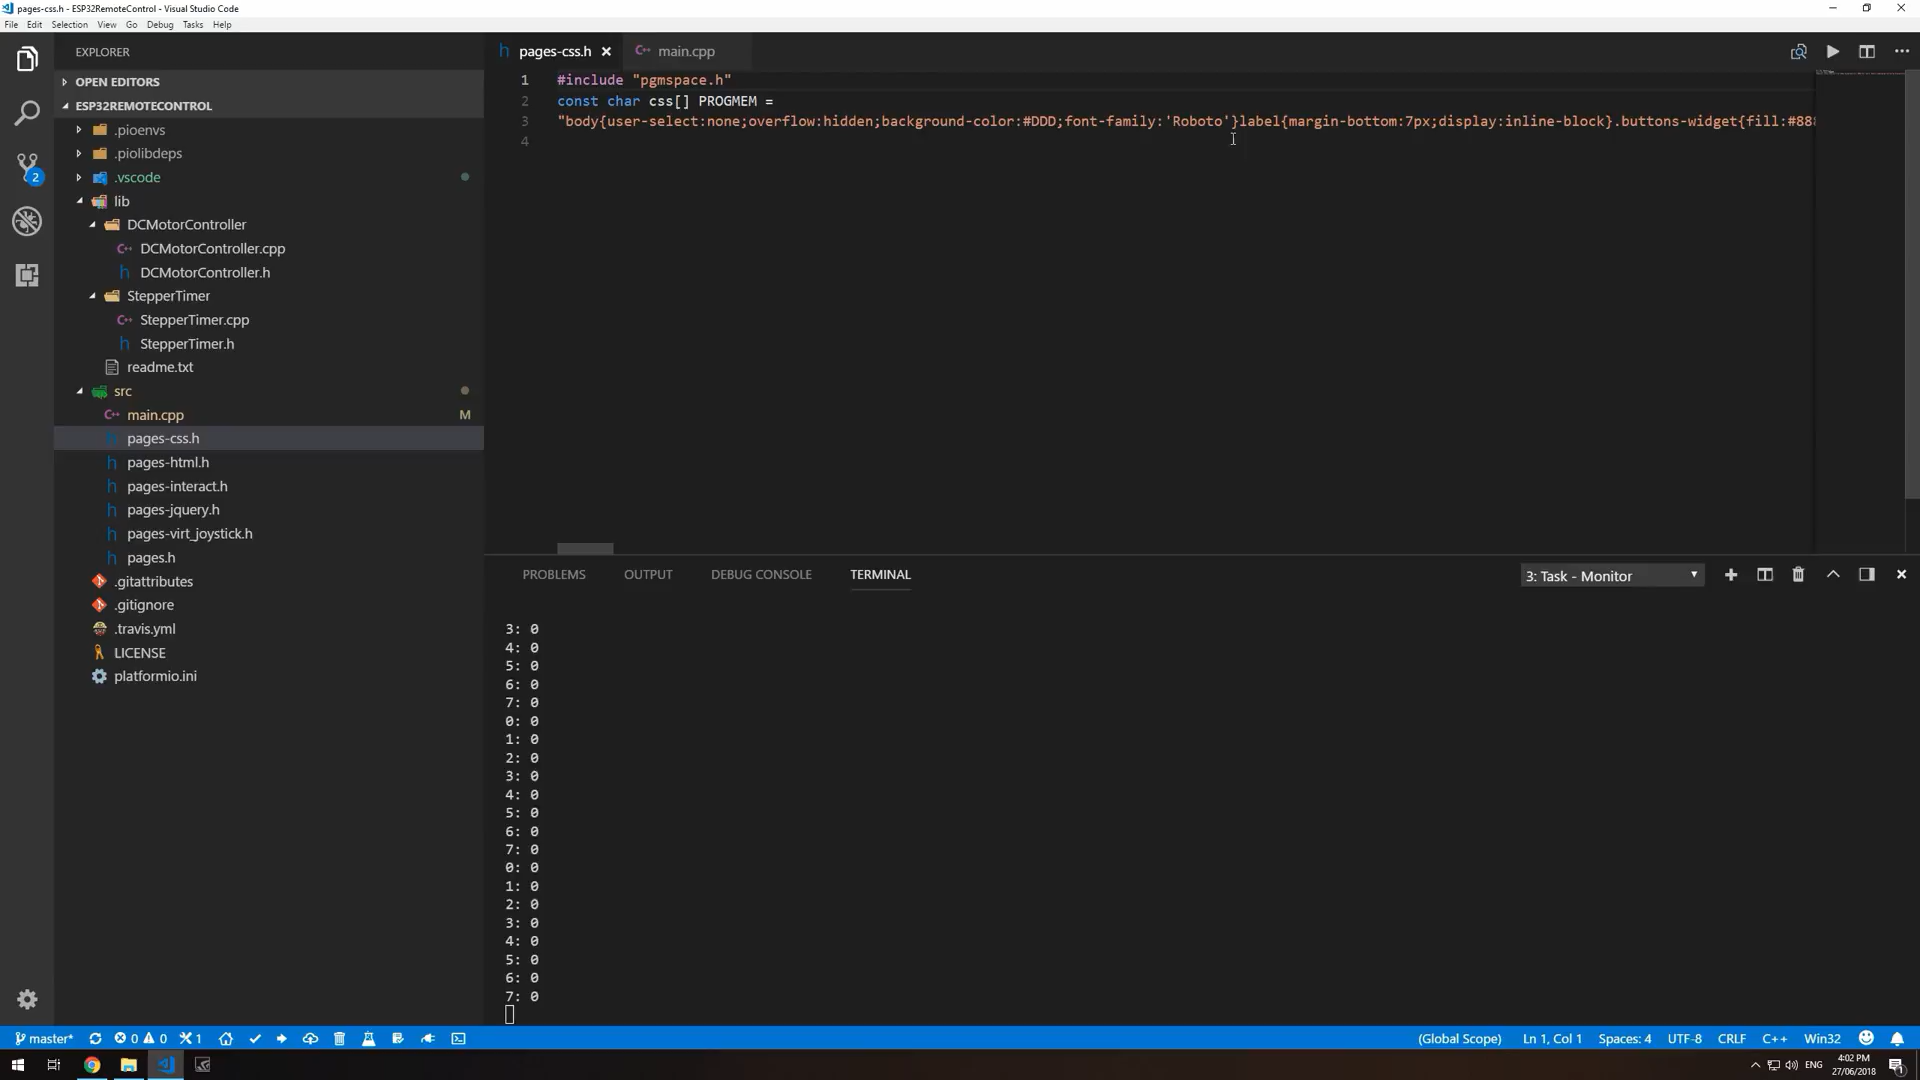 pages-css.h - ESP32RemoteControl - Visual Studio Code
File Edit Selection View Go Debug Tasks Help
EXPLORER
OPEN EDITORS
ESP32REMOTECONTROL
.pioenvs
.piolibdeps
.vscode
lib
DCMotorController
DCMotorController.cpp
DCMotorController.h
StepperTimer
StepperTimer.cpp
StepperTimer.h
readme.txt
src
main.cpp M
pages-css.h
pages-html.h
pages-interact.h
pages-jquery.h
pages-virt_joystick.h
pages.h
.gitattributes
.gitignore
.travis.yml
LICENSE
platformio.ini
2
pages-css.h main.cpp
1 #include "pgmspace.h"
2 const char css[] PROGMEM =
3 "body{user-select:none;overflow:hidden;background-color:#DDD;font-family:'Roboto'}label{margin-bottom:7px;display:inline-block}.buttons-widget{fill:#888
4
PROBLEMS OUTPUT DEBUG CONSOLE TERMINAL 3: Task - Monitor
3: 0
4: 0
5: 0
6: 0
7: 0
0: 0
1: 0
2: 0
3: 0
4: 0
5: 0
6: 0
7: 0
0: 0
1: 0
2: 0
3: 0
4: 0
5: 0
6: 0
7: 0
master* 0 0 1 (Global Scope) Ln 1, Col 1 Spaces: 4 UTF-8 CRLF C++ Win32
ENG 4:02 PM
27/06/2018